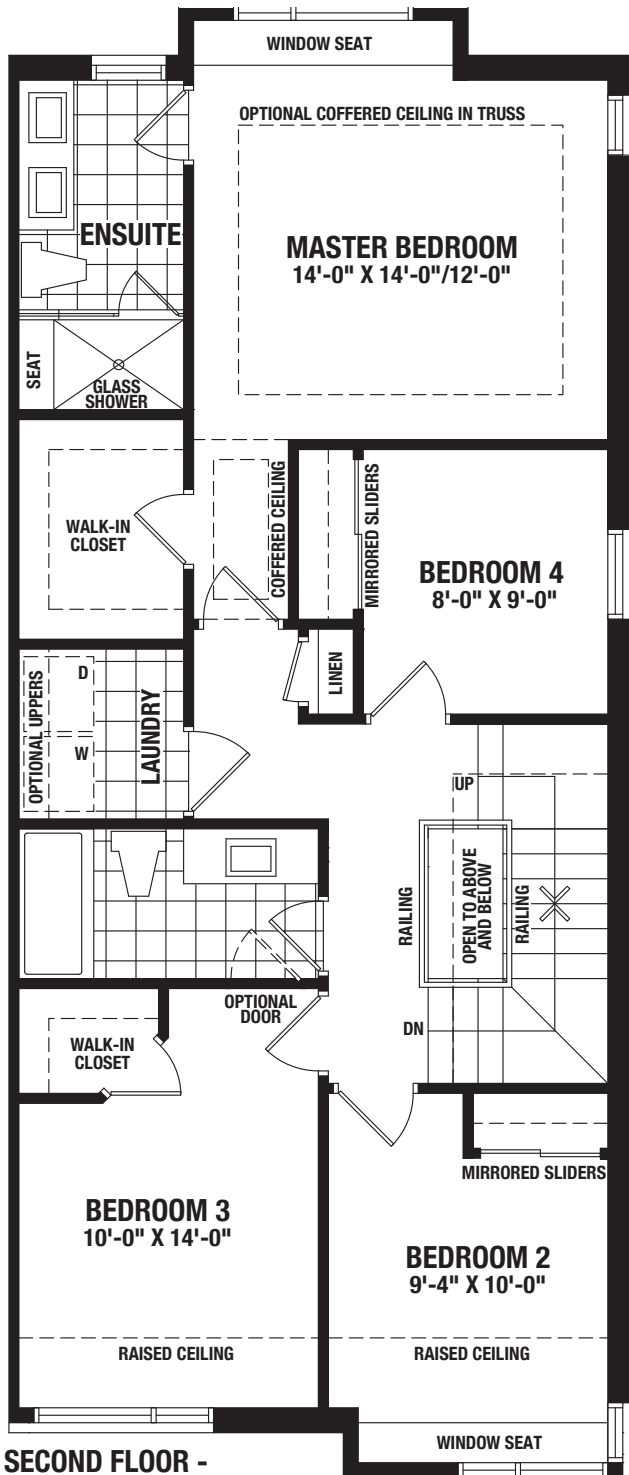 WINDOW SEAT
OPTIONAL COFFERED CEILING IN TRUSS
ENSUITE
MASTER BEDROOM
14'-0" X 14'-0"/12'-0"
SEAT
GLASS
SHOWER
WALK-IN
CLOSET
COFFERED CEILING
MIRRORED SLIDERS
BEDROOM 4
8'-0" X 9'-0"
LINEN
OPTIONAL UPPERS
D
W
LAUNDRY
UP
RAILING
OPEN TO ABOVE
AND BELOW
RAILING
DN
OPTIONAL
DOOR
WALK-IN
CLOSET
MIRRORED SLIDERS
BEDROOM 3
10'-0" X 14'-0"
BEDROOM 2
9'-4" X 10'-0"
RAISED CEILING
RAISED CEILING
WINDOW SEAT
SECOND FLOOR -